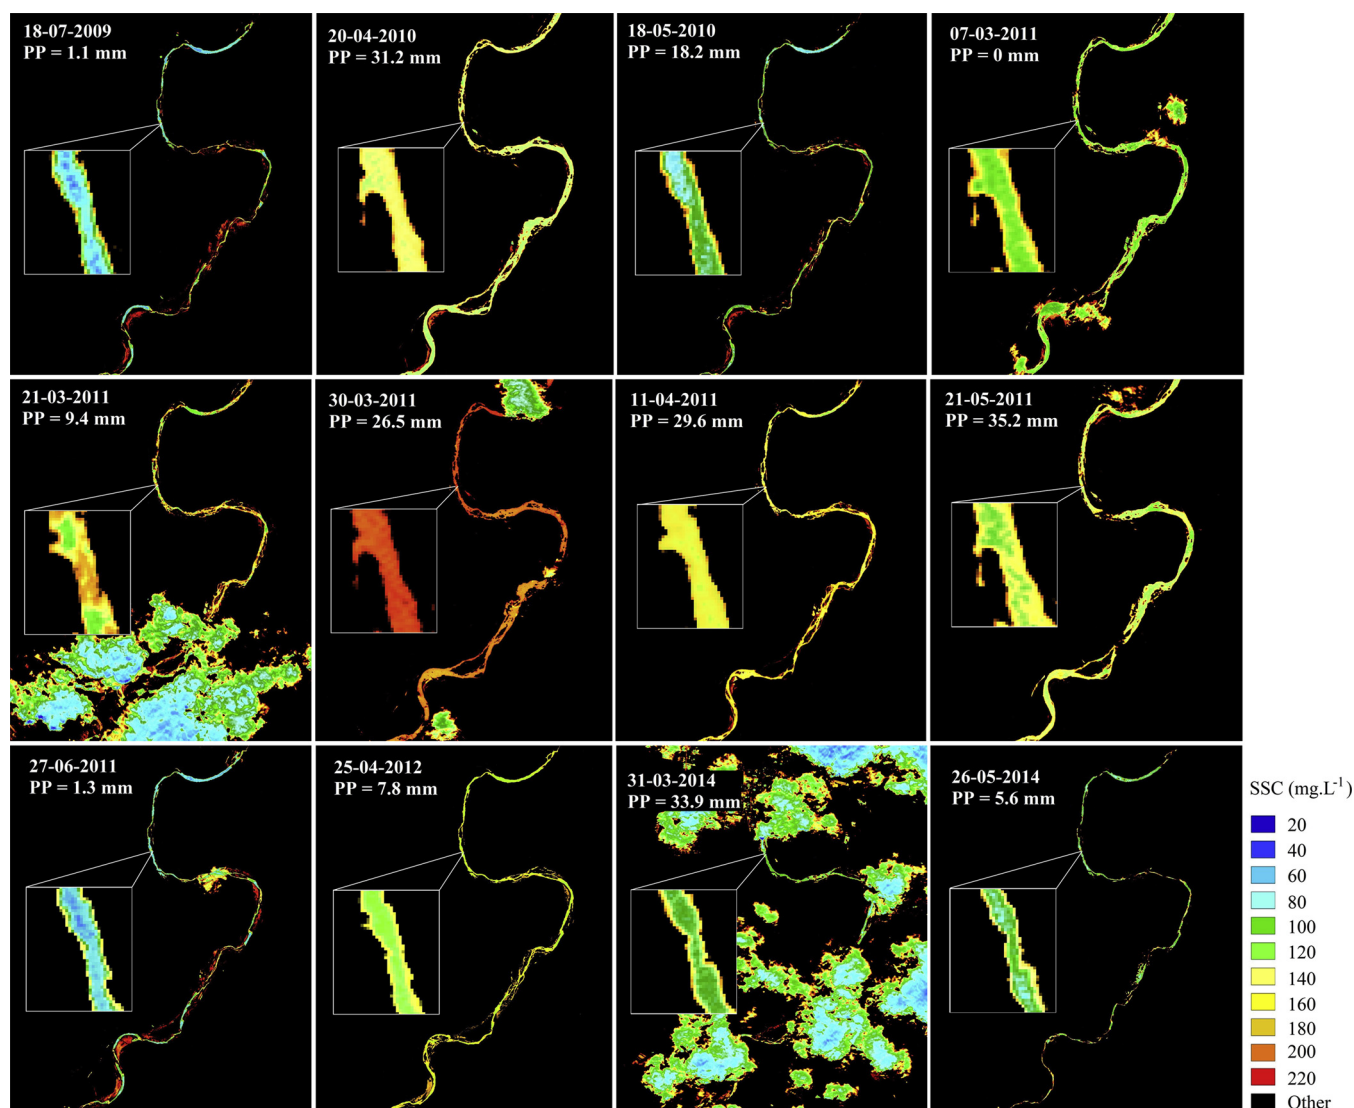 18-07-2009
PP = 1.1 mm
20-04-2010
PP = 31.2 mm
18-05-2010
PP = 18.2 mm
07-03-2011
PP = 0 mm
21-03-2011
PP = 9.4 mm
30-03-2011
PP = 26.5 mm
11-04-2011
PP = 29.6 mm
21-05-2011
PP = 35.2 mm
27-06-2011
PP = 1.3 mm
25-04-2012
PP = 7.8 mm
31-03-2014
PP = 33.9 mm
26-05-2014
PP = 5.6 mm
SSC (mg.L⁻¹)
20
40
60
80
100
120
140
160
180
200
220
Other